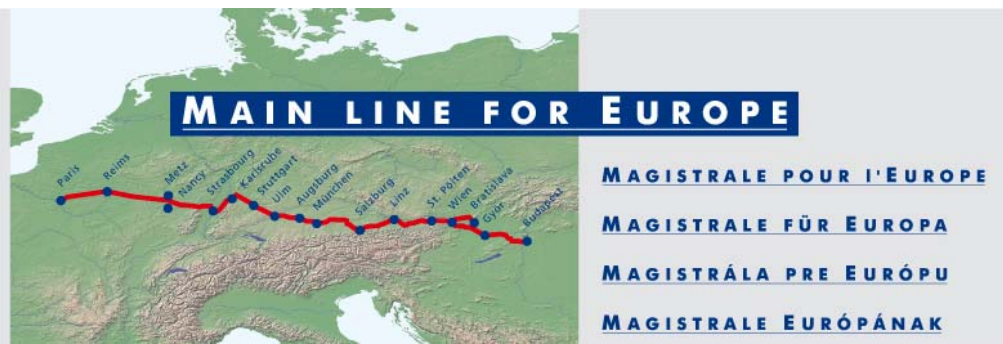 MAIN LINE FOR EUROPE
Paris
Reims
Metz
Nancy
Strasbourg
Karlsruhe
Stuttgart
Ulm
Augsburg
München
Salzburg
Linz
St. Pölten
Wien
Bratislava
Győr
Budapest
MAGISTRALE POUR l'EUROPE
MAGISTRALE FÜR EUROPA
MAGISTRÁLA PRE EURÓPU
MAGISTRALE EURÓPÁNAK